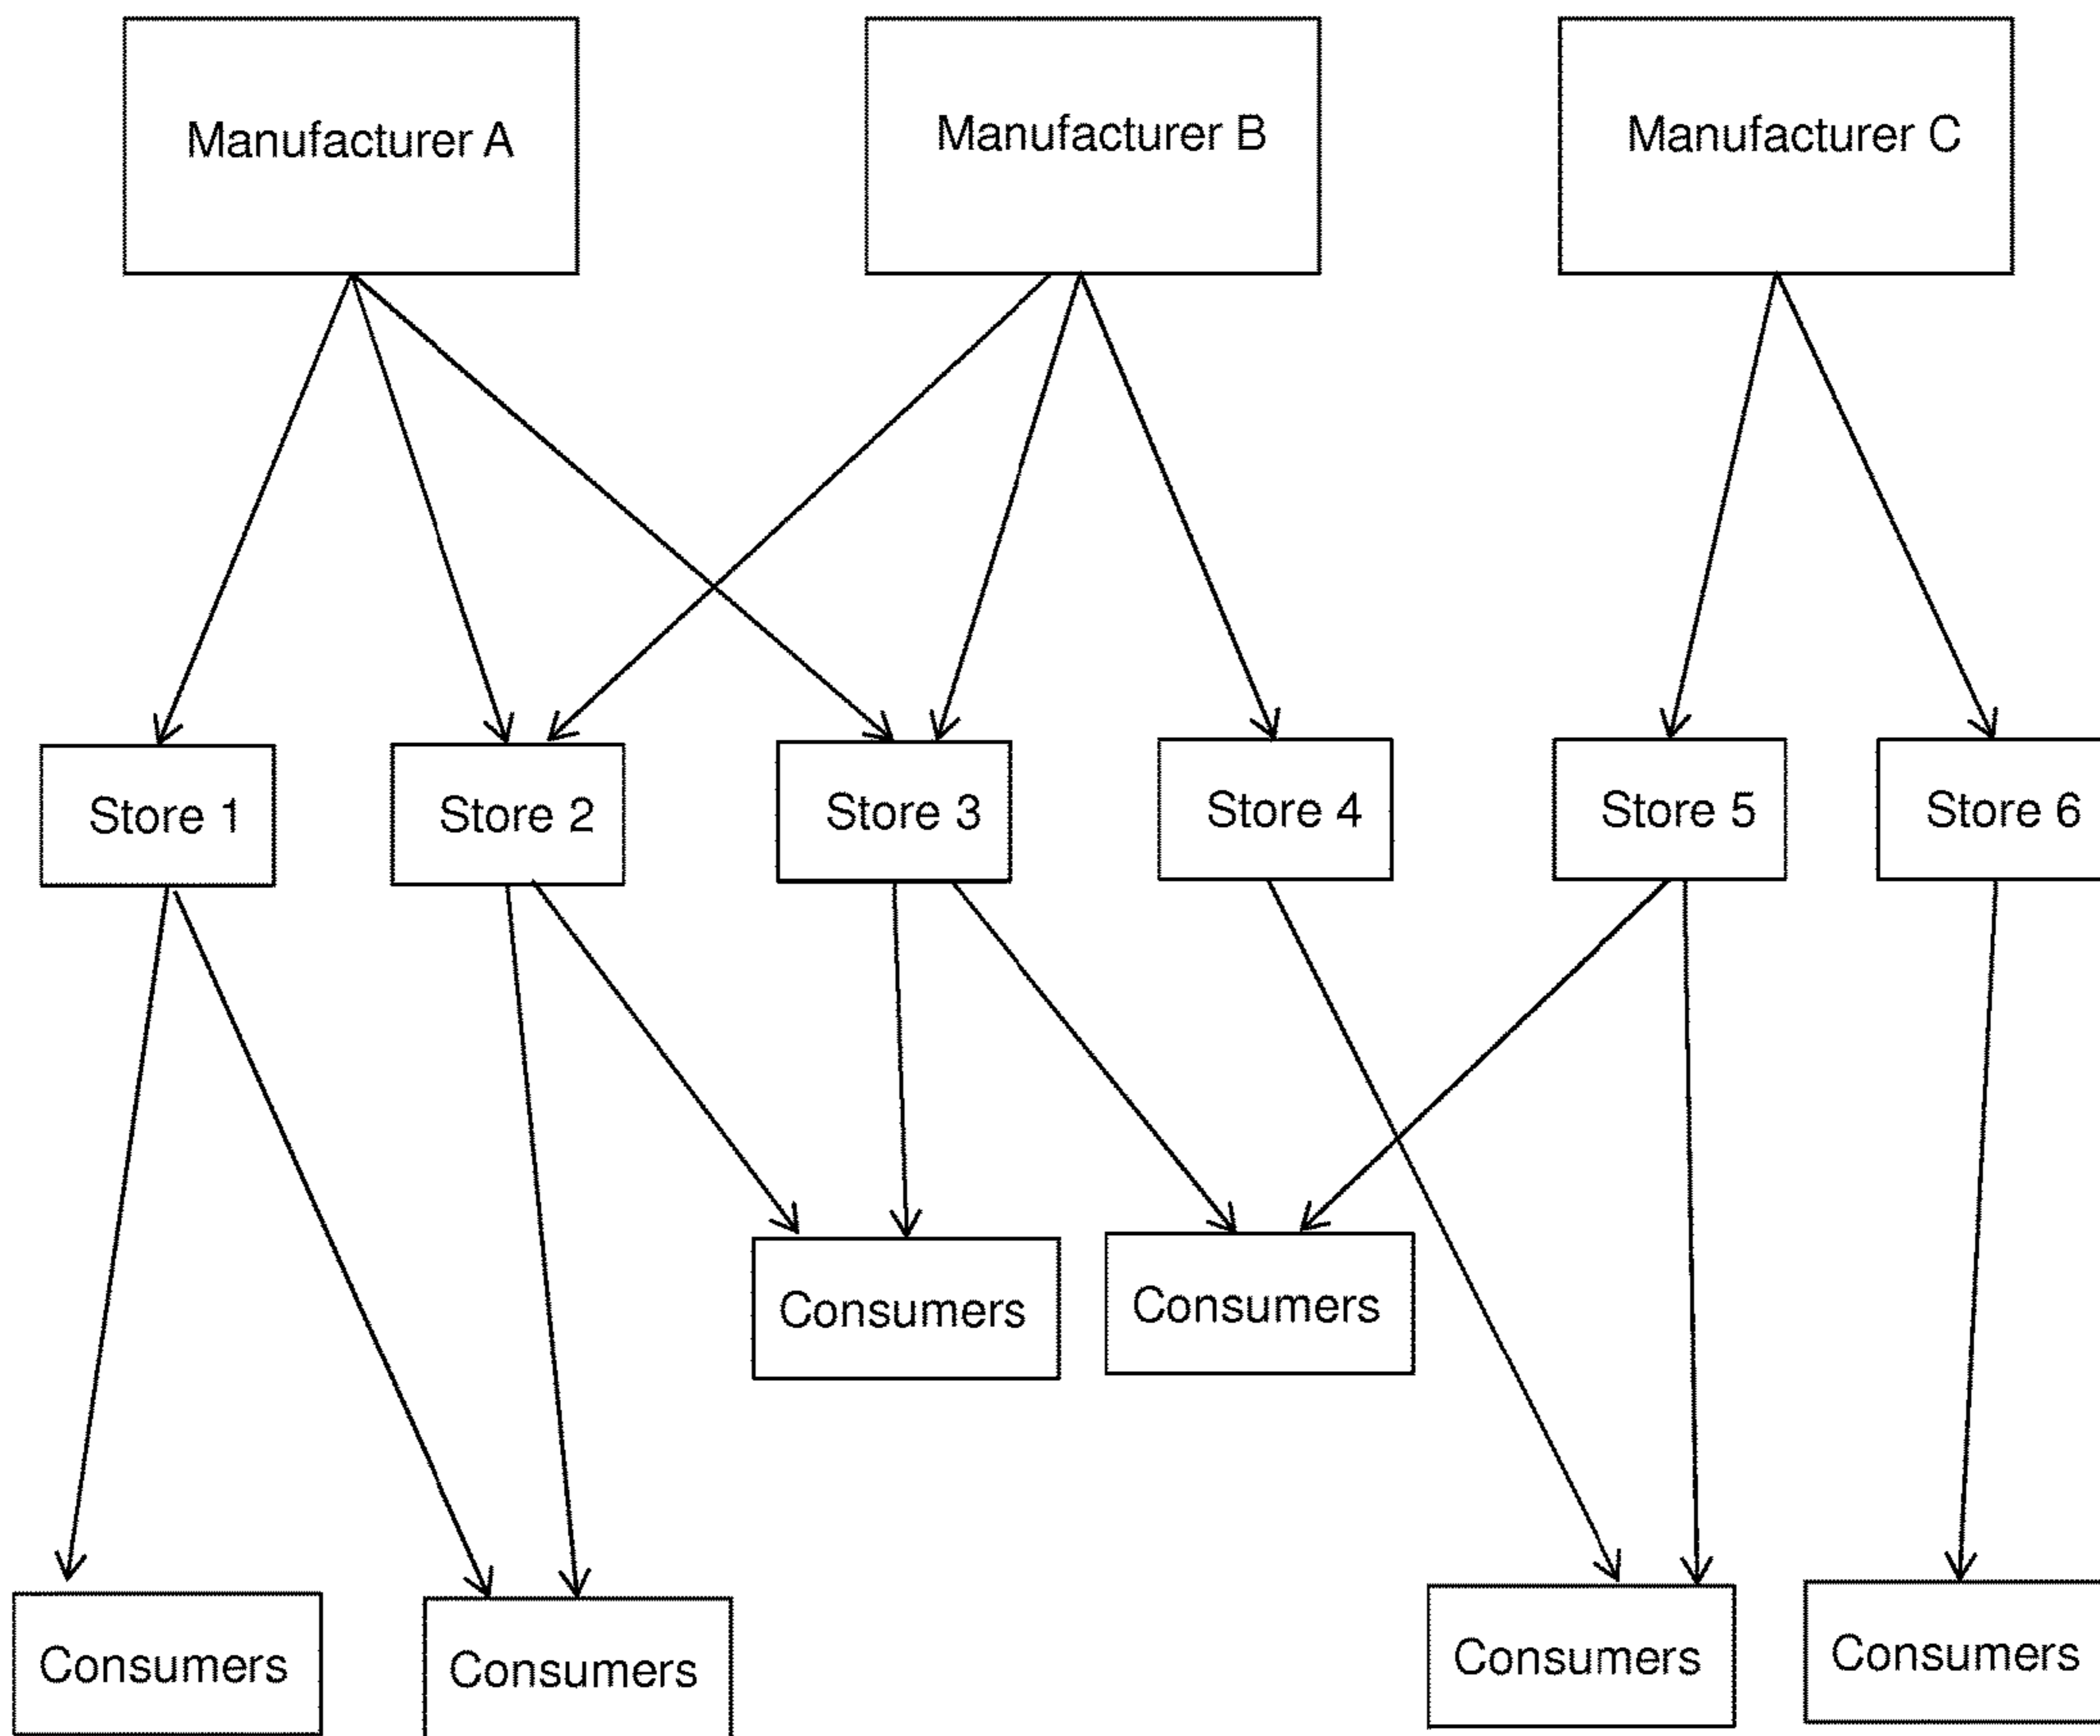 Manufacturer A
Manufacturer B
Manufacturer C
Store 1
Store 2
Store 3
Store 4
Store 5
Store 6
Consumers
Consumers
Consumers
Consumers
Consumers
Consumers